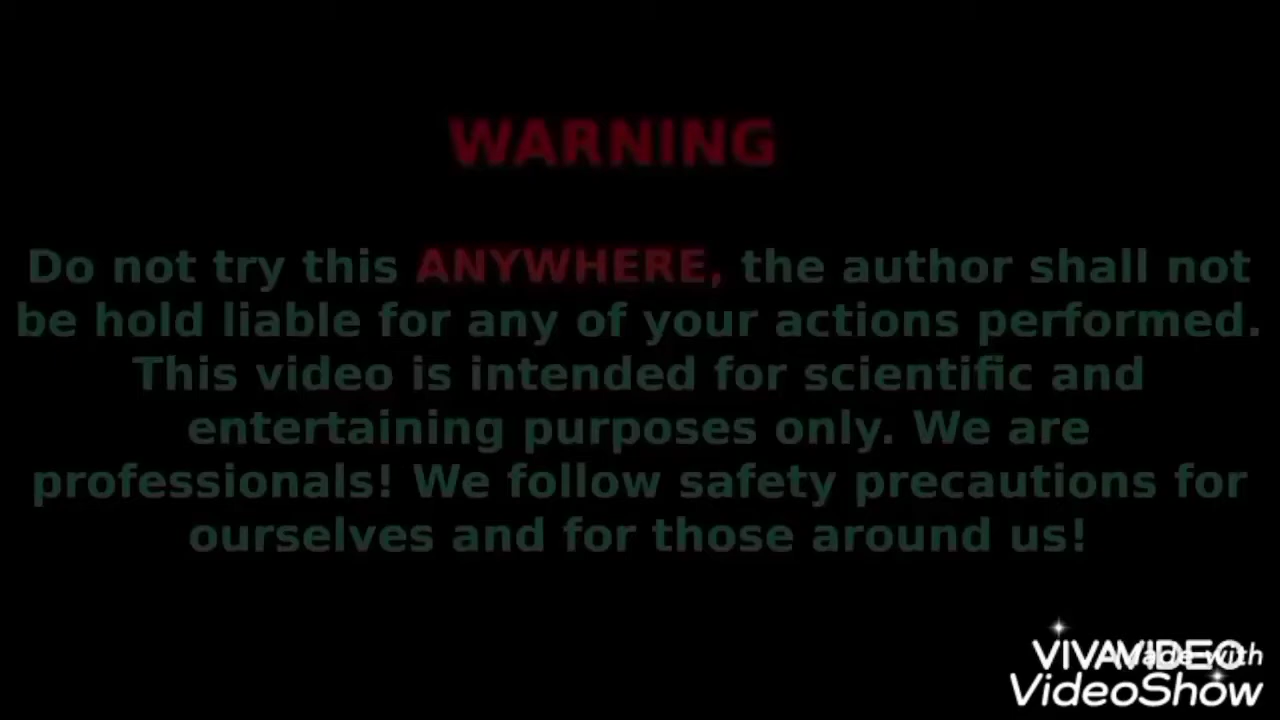 WARNING
Do not try this ANYWHERE, the author shall not
be hold liable for any of your actions performed.
This video is intended for scientific and
entertaining purposes only. We are
professionals! We follow safety precautions for
ourselves and for those around us!
VIVAVIDEO
Made with
VideoShow